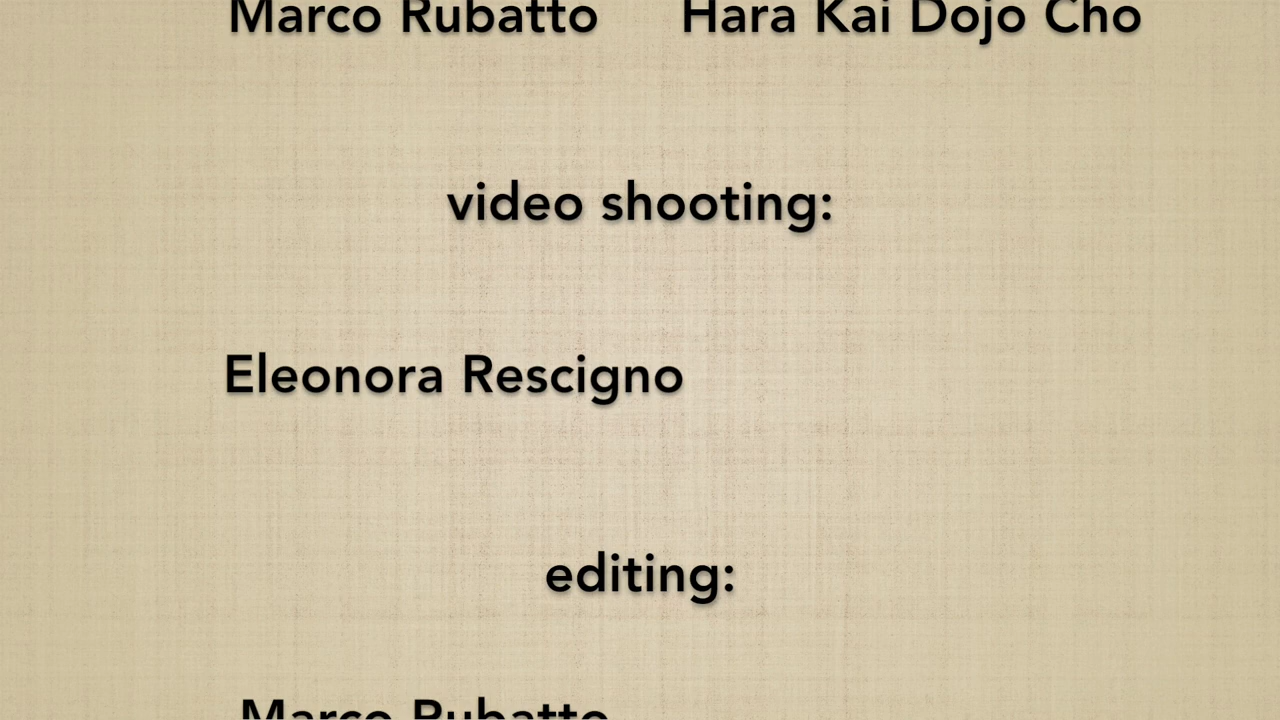 Marco Rubatto Hara Kai Dojo Cho
video shooting:
Eleonora Rescigno
editing:
Marco Rubatto